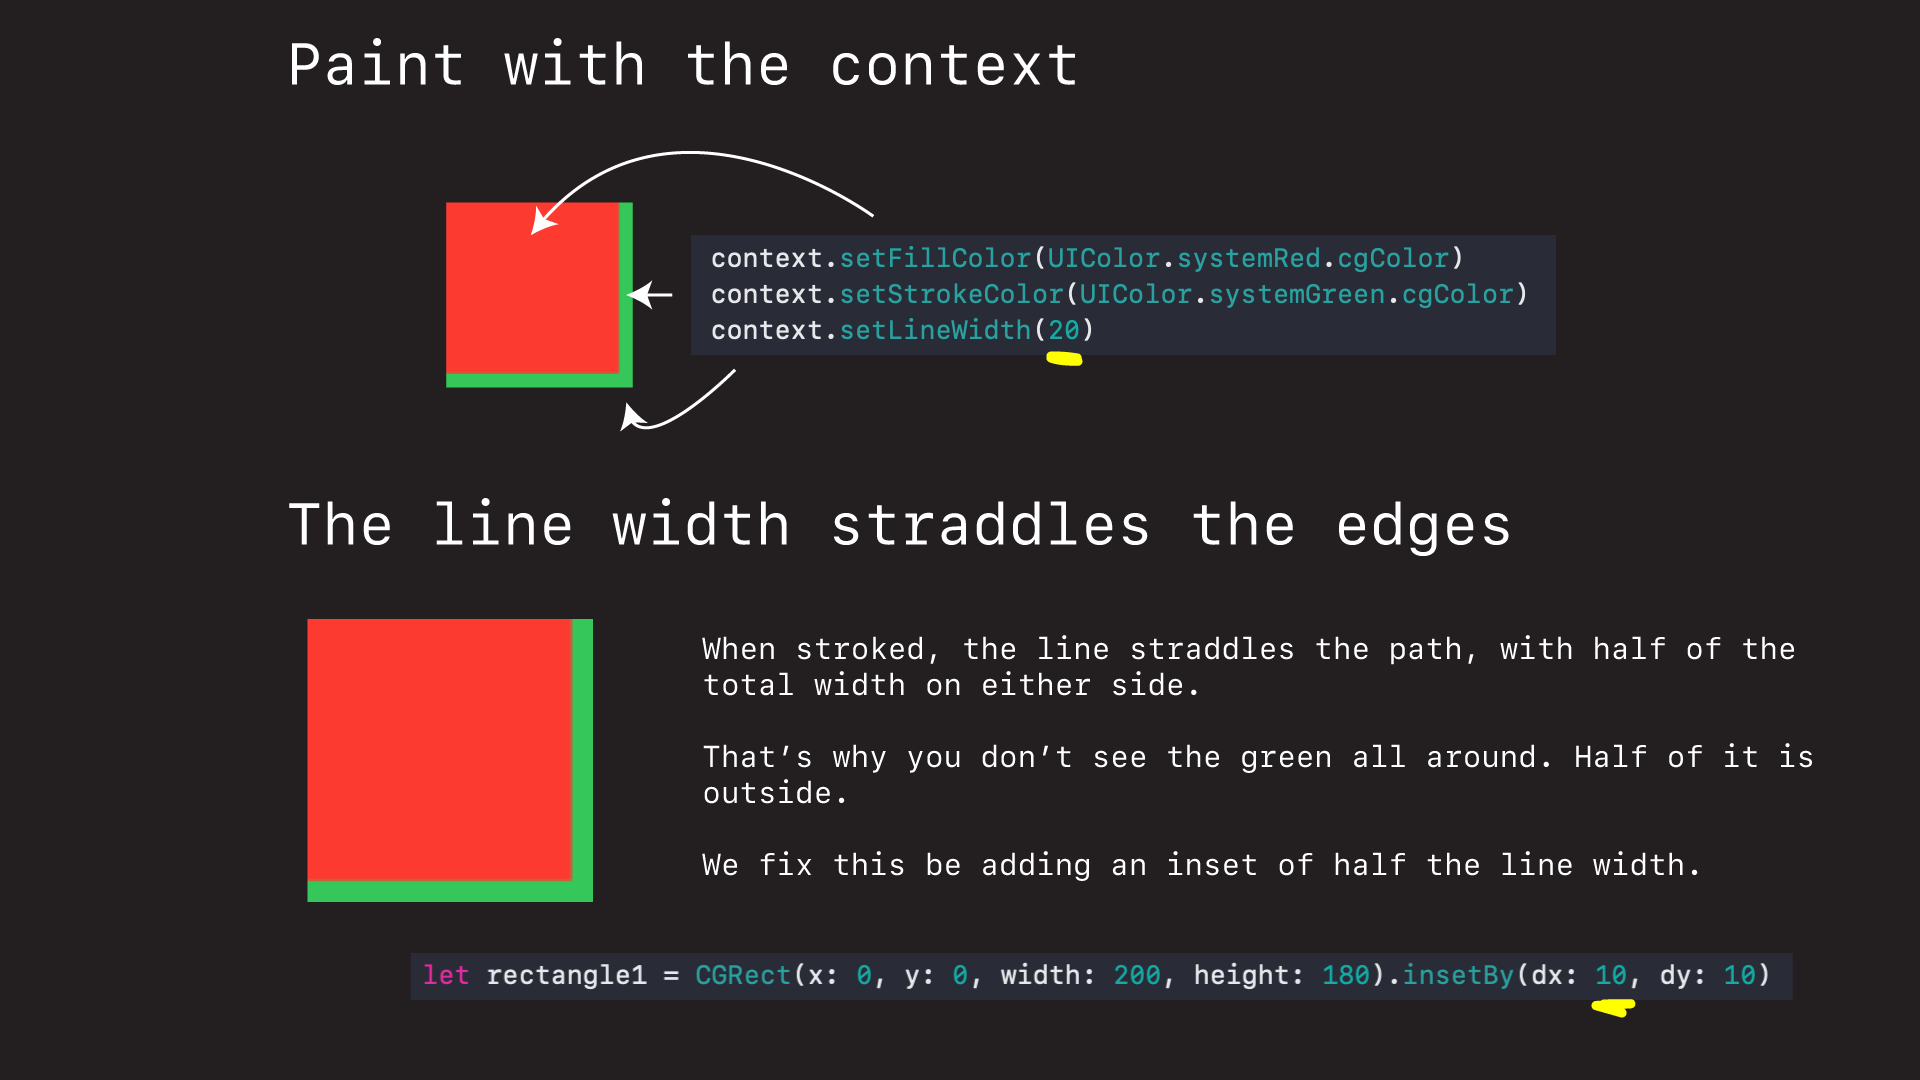 Paint with the context
context.setFillColor(UIColor.systemRed.cgColor)
context.setStrokeColor(UIColor.systemGreen.cgColor)
context.setLineWidth(20)
The line width straddles the edges
When stroked, the line straddles the path, with half of the
total width on either side.
That’s why you don’t see the green all around. Half of it is
outside.
We fix this be adding an inset of half the line width.
let rectangle1 = CGRect(x: 0, y: 0, width: 200, height: 180).insetBy(dx: 10, dy: 10)